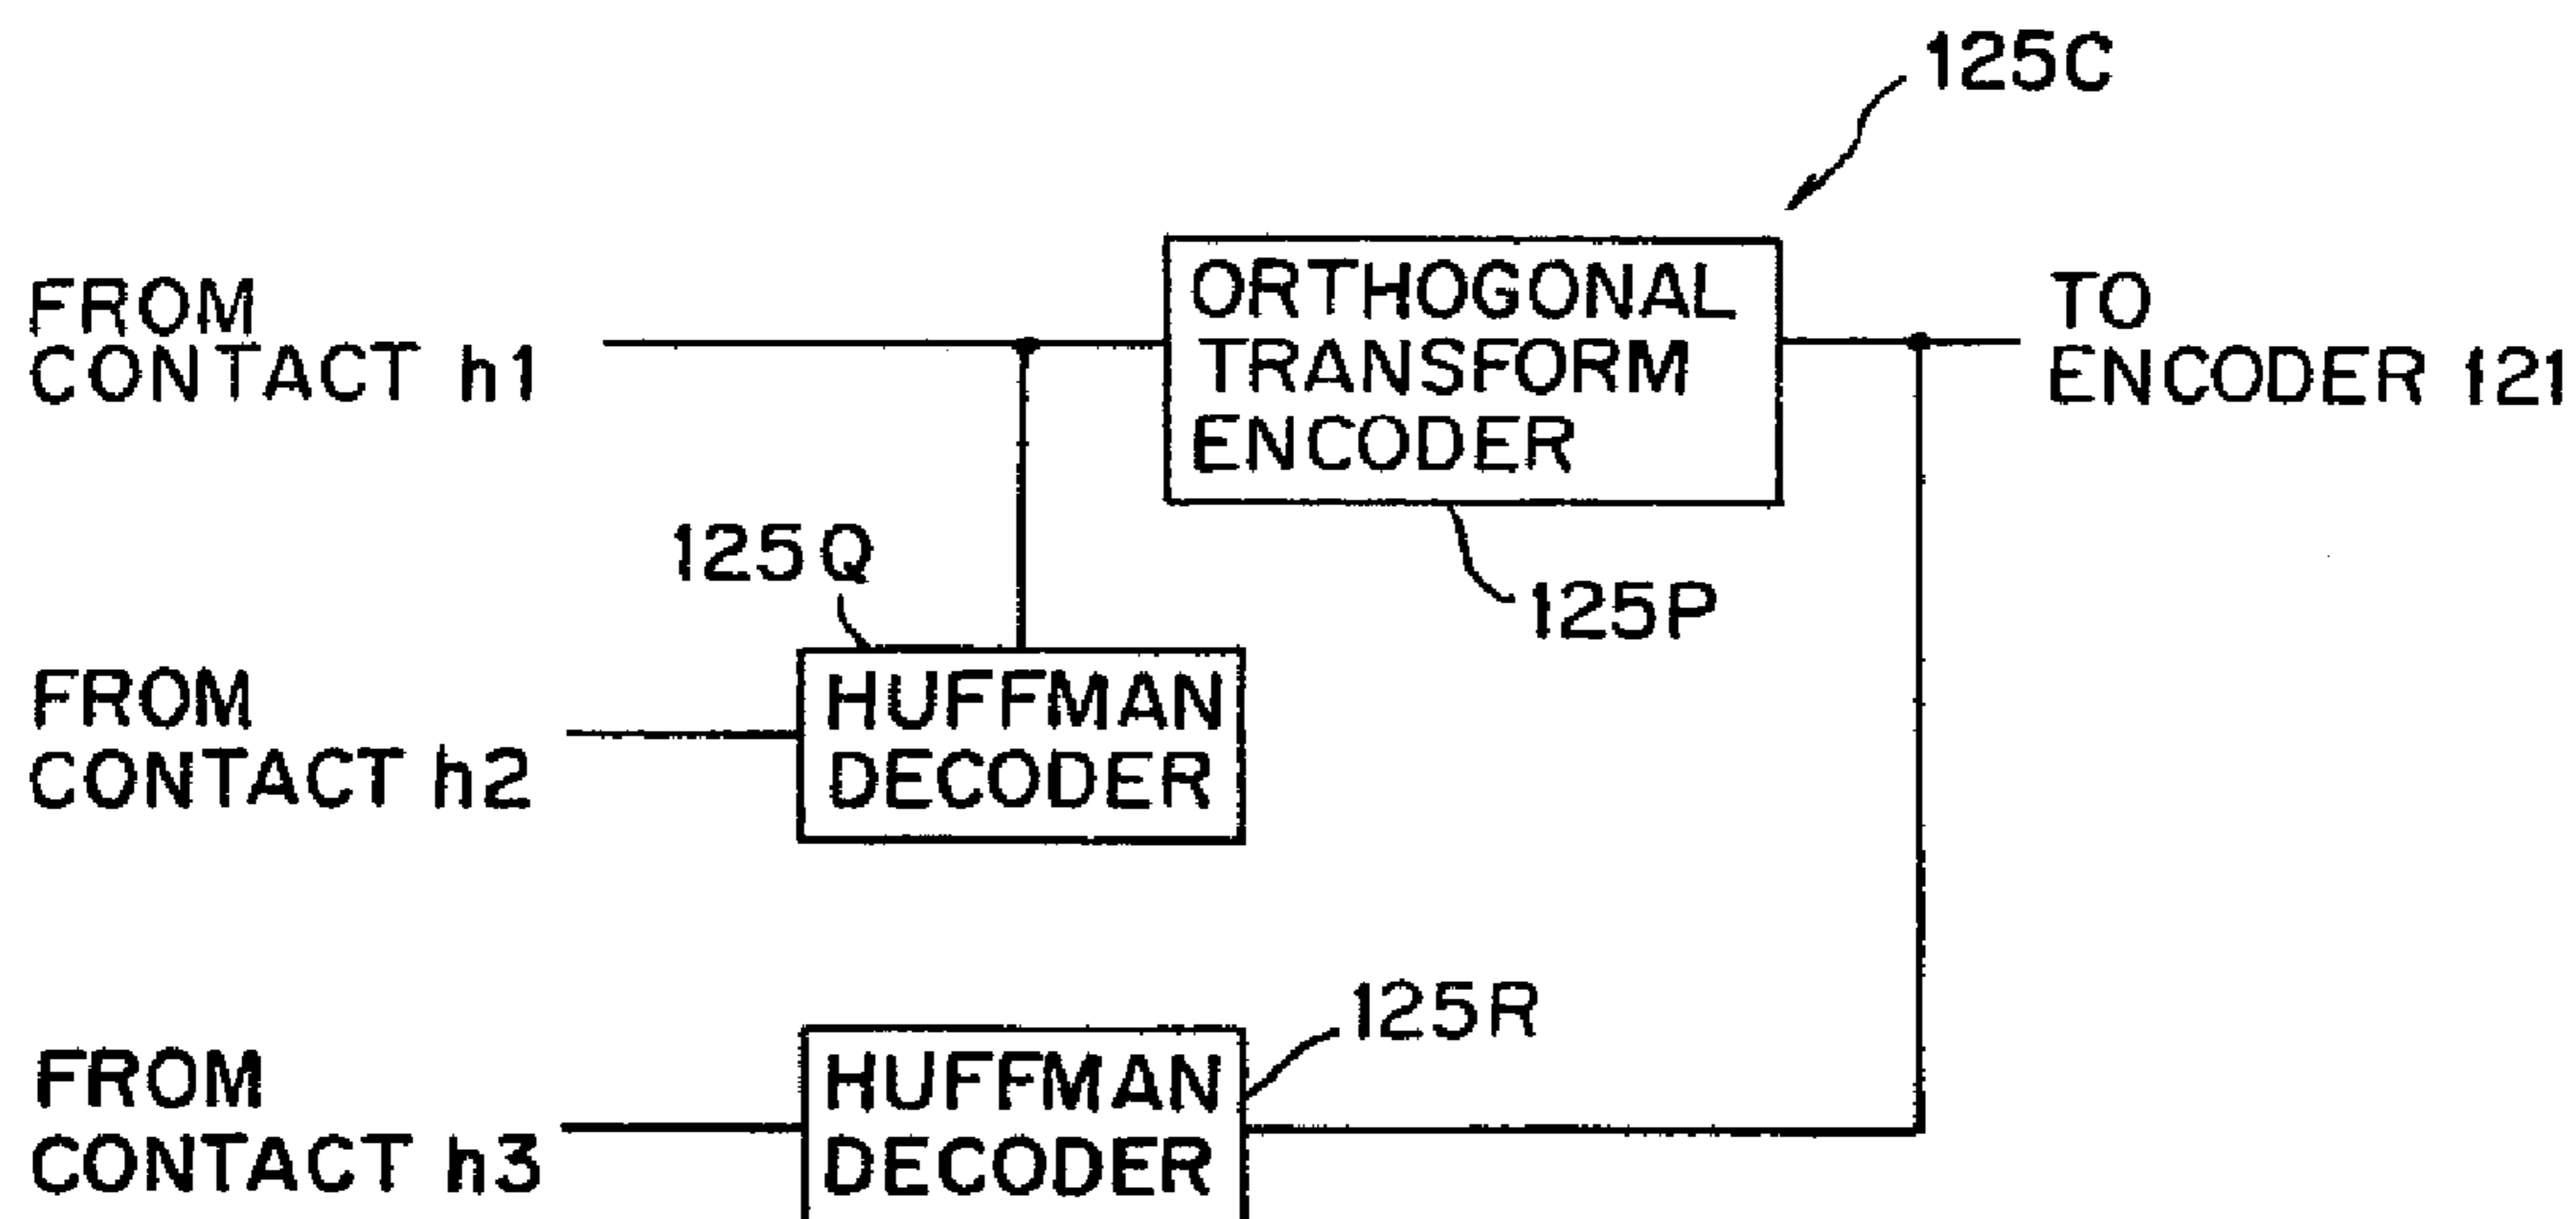 125C
FROM
CONTACT h1
ORTHOGONAL
TRANSFORM
ENCODER
TO
ENCODER 121
125Q
125P
FROM
CONTACT h2
HUFFMAN
DECODER
125R
FROM
CONTACT h3
HUFFMAN
DECODER